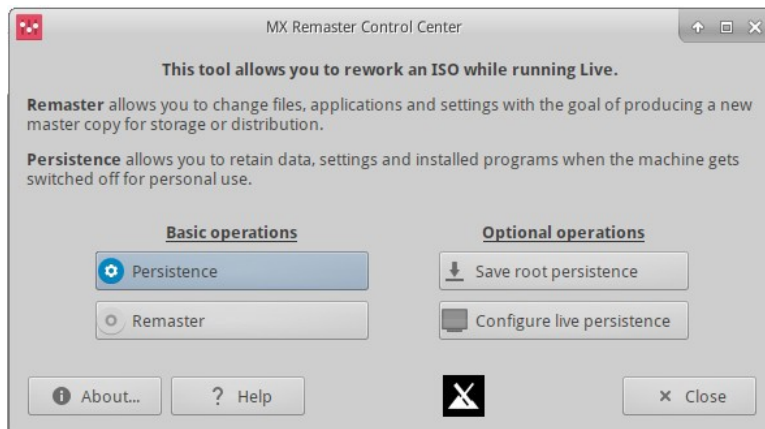 MX Remaster Control Center
This tool allows you to rework an ISO while running Live.
Remaster allows you to change files, applications and settings with the goal of producing a new
master copy for storage or distribution.
Persistence allows you to retain data, settings and installed programs when the machine gets
switched off for personal use.
Basic operations
Persistence
Remaster
Optional operations
Save root persistence
Configure live persistence
About...
? Help
Close